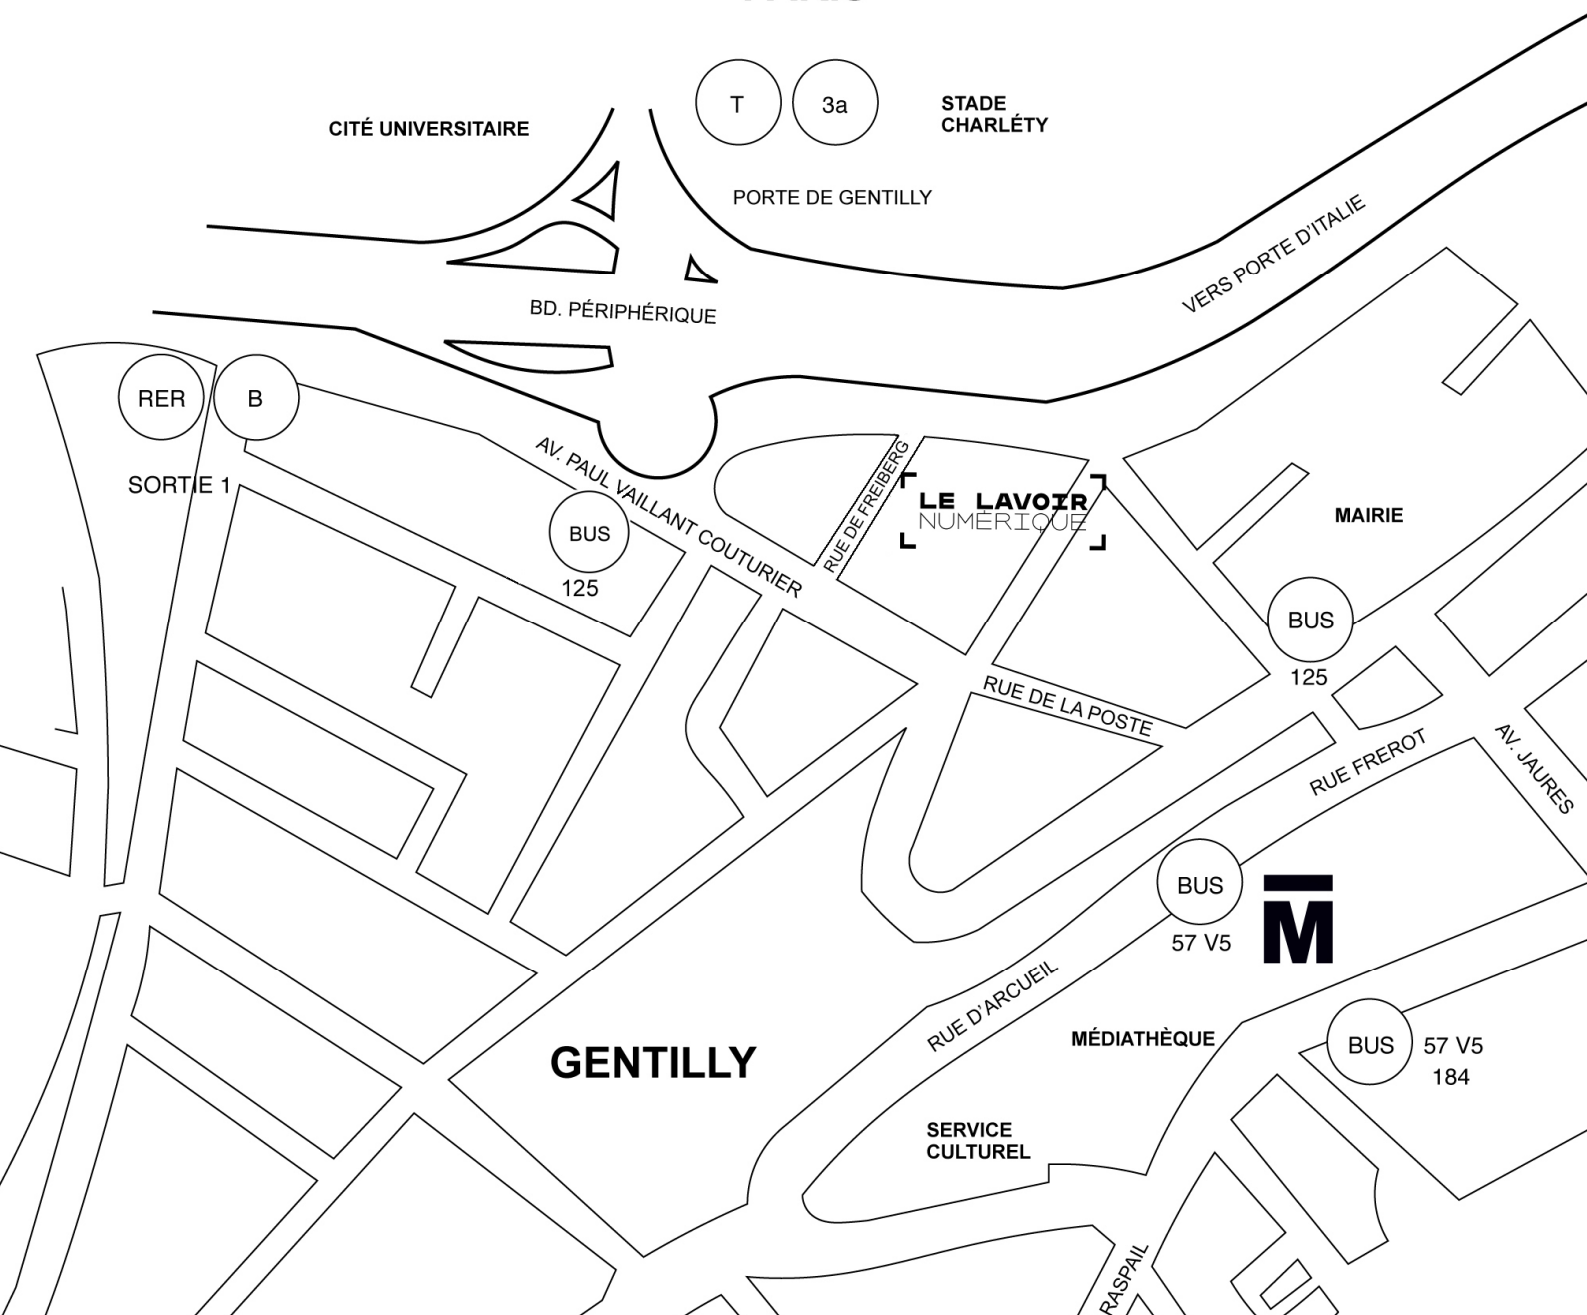 T
3a
STADE
CHARLÉTY
CITÉ UNIVERSITAIRE
PORTE DE GENTILLY
VERS PORTE D'ITALIE
BD. PÉRIPHÉRIQUE
RER
B
SORTIE 1
AV. PAUL VAILLANT COUTURIER
BUS
125
RUE DE FREIBERG
LE LAVOIR
NUMÉRIQUE
MAIRIE
BUS
125
RUE DE LA POSTE
RUE FREROT
AV. JAURES
BUS
57 V5
M
RUE D'ARCUEIL
MÉDIATHÈQUE
BUS
57 V5
184
GENTILLY
SERVICE
CULTUREL
RASPAIL